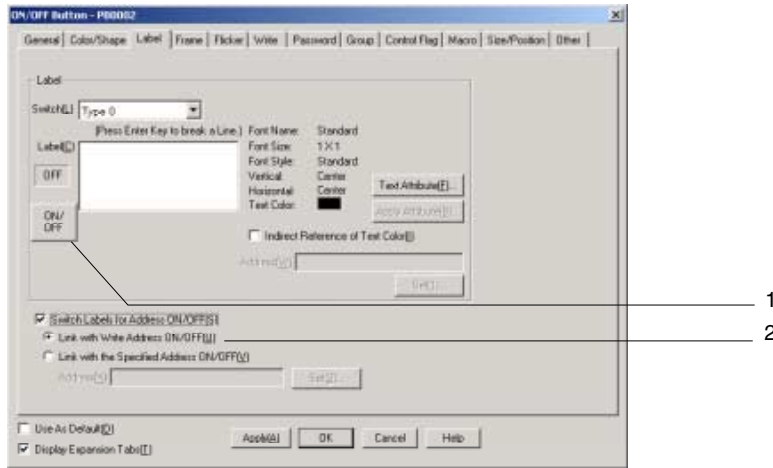 ON/OFF Button - PB0002
General Color/Shape Label Frame Flicker Write Password Group Control Flag Macro Size/Position Other
Label
Switch(L) Type 0
(Press Enter Key to break a Line.)
Label(C)
OFF
ON/
OFF
Font Name: Standard
Font Size: 1X1
Font Style: Standard
Vertical: Center
Horizontal: Center
Text Color:
Text Attribute(F)...
Apply Attribute
Indirect Reference of Text Color(I)
Address
Set
Switch Labels for Address ON/OFF(S)
Link with Write Address ON/OFF(U)
Link with the Specified Address ON/OFF(V)
Address
Set
1
2
Use As Default(D)
Display Expansion Tabs(T)
Apply(A) OK Cancel Help